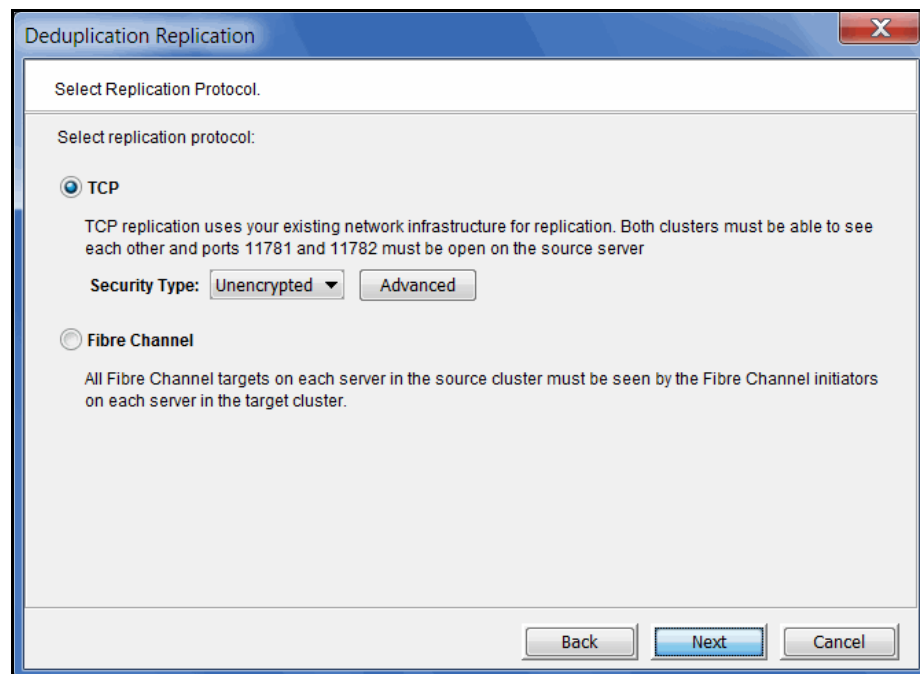 Deduplication Replication
X
Select Replication Protocol.
Select replication protocol:
TCP
TCP replication uses your existing network infrastructure for replication. Both clusters must be able to see
each other and ports 11781 and 11782 must be open on the source server
Security Type: Unencrypted Advanced
Fibre Channel
All Fibre Channel targets on each server in the source cluster must be seen by the Fibre Channel initiators
on each server in the target cluster.
Back Next Cancel